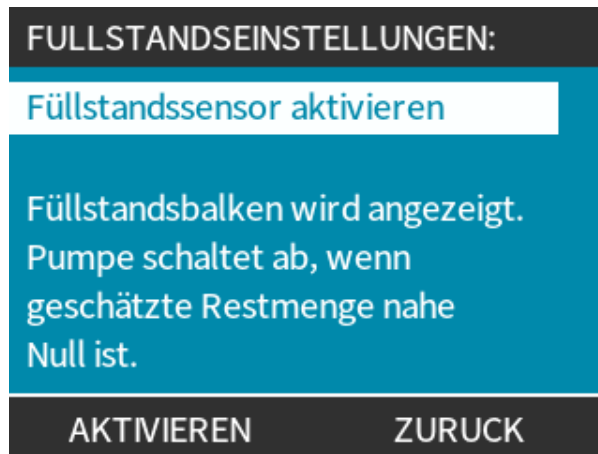 FULLSTANDSEINSTELLUNGEN:
Füllstandssensor aktivieren
Füllstandsbalken wird angezeigt.
Pumpe schaltet ab, wenn
geschätzte Restmenge nahe
Null ist.
AKTIVIEREN ZURUCK